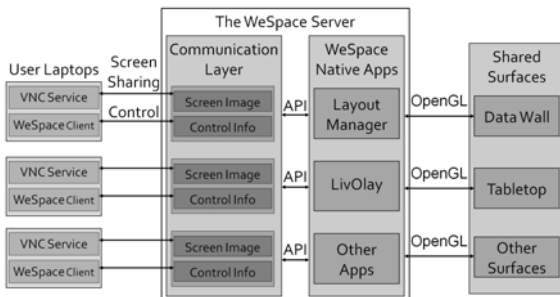 The WeSpace Server
User Laptops
Screen
Sharing
Communication
Layer
WeSpace
Native Apps
Shared
Surfaces
VNC Service
WeSpace Client
Control
Screen Image
Control Info
API
Layout
Manager
OpenGL
Data Wall
VNC Service
WeSpace Client
Screen Image
Control Info
API
LivOlay
OpenGL
Tabletop
VNC Service
WeSpace Client
Screen Image
Control Info
API
Other
Apps
OpenGL
Other
Surfaces